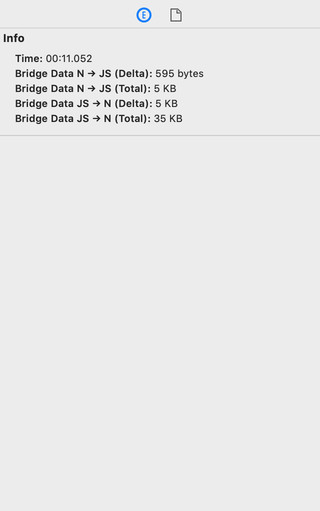 E
Info
Time: 00:11.052
Bridge Data N → JS (Delta): 595 bytes
Bridge Data N → JS (Total): 5 KB
Bridge Data JS → N (Delta): 5 KB
Bridge Data JS → N (Total): 35 KB